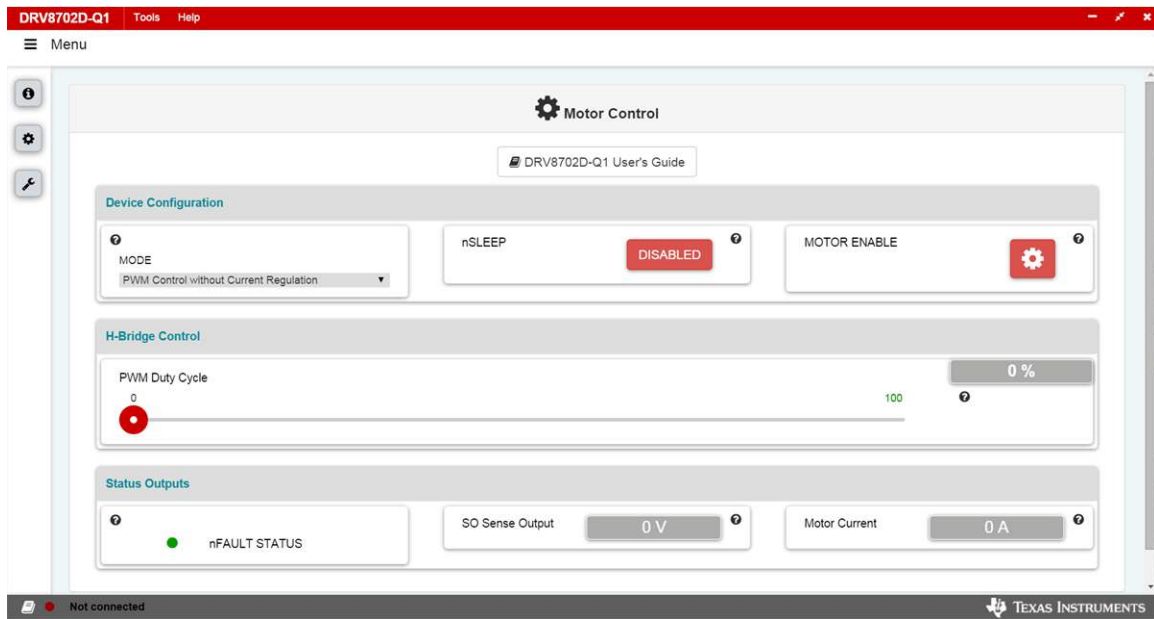 DRV8702D-Q1 Tools Help
Menu
Motor Control
DRV8702D-Q1 User's Guide
Device Configuration
MODE
PWM Control without Current Regulation
nSLEEP
DISABLED
MOTOR ENABLE
H-Bridge Control
PWM Duty Cycle
0 %
0
100
Status Outputs
nFAULT STATUS
SO Sense Output
0 V
Motor Current
0 A
Not connected
TEXAS INSTRUMENTS